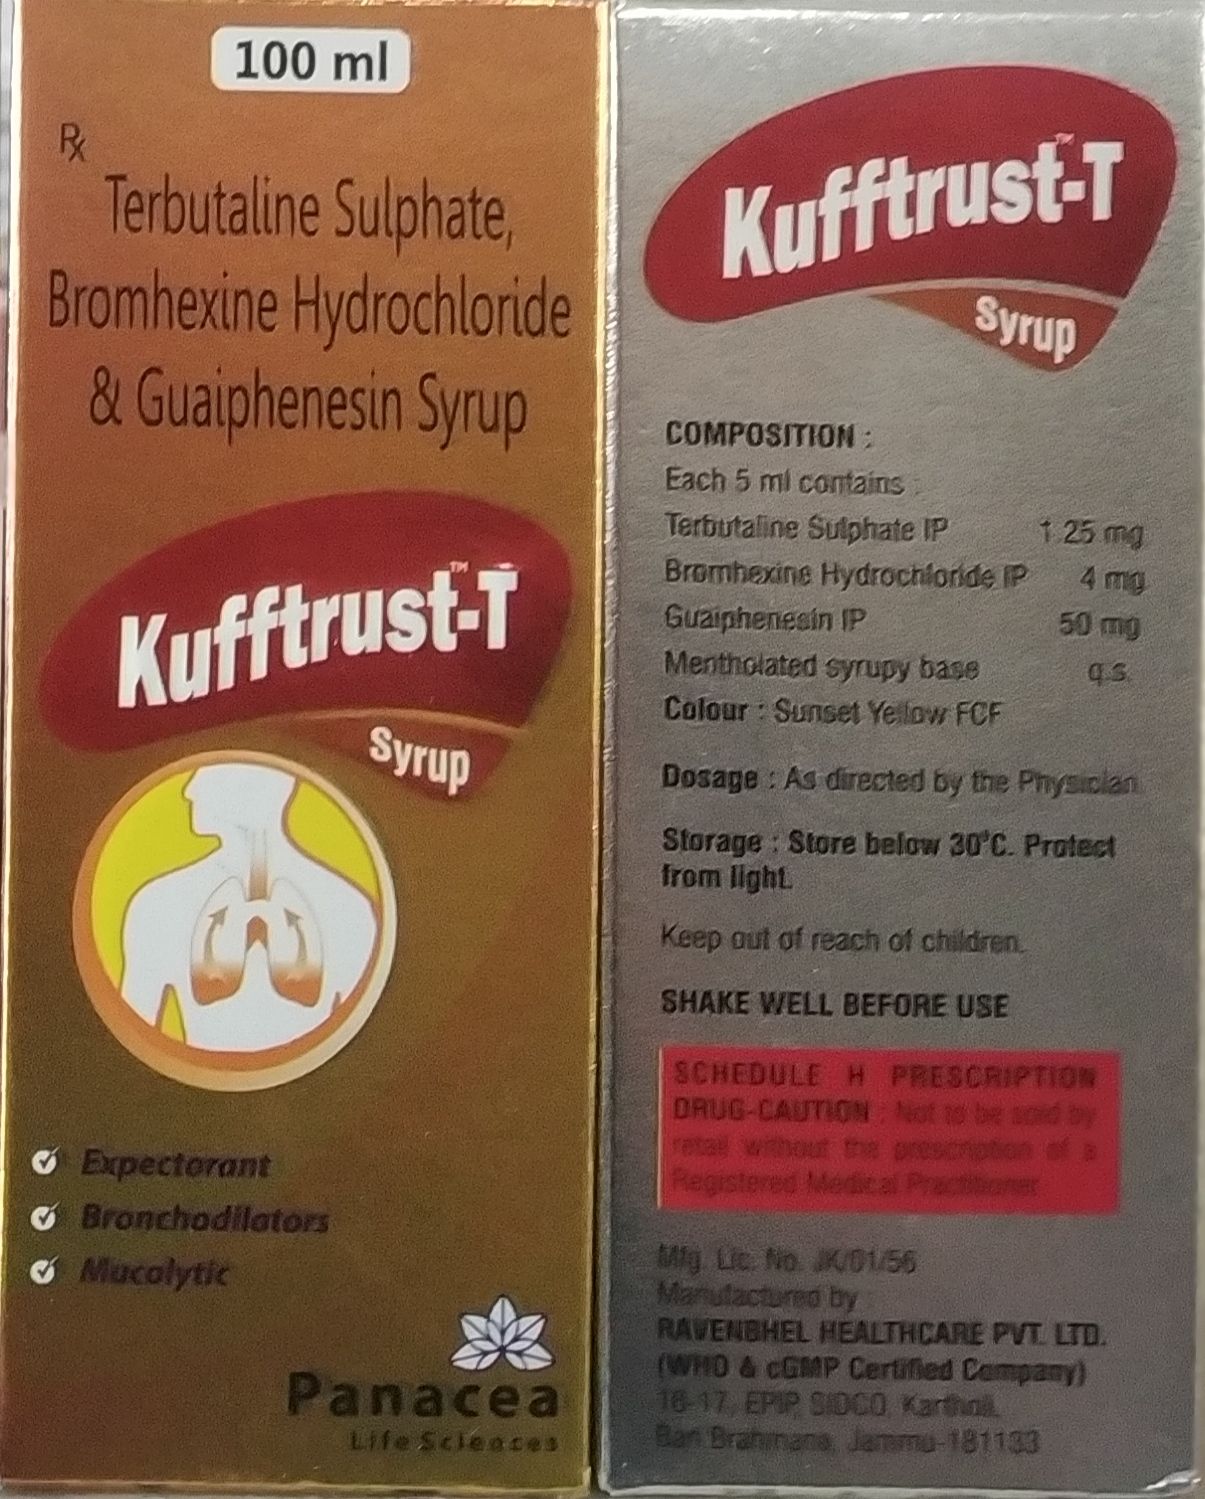 100 ml
Rx
Terbutaline Sulphate,
Bromhexine Hydrochloride
& Guaiphenesin Syrup
Kufftrust-T™
Syrup
Expectorant
Bronchodilators
Mucolytic
Panacea
Life Sciences
Kufftrust-T™
Syrup
COMPOSITION :
Each 5 ml contains :
Terbutaline Sulphate IP 1.25 mg
Bromhexine Hydrochloride IP 4 mg
Guaiphenesin IP 50 mg
Mentholated syrupy base q.s.
Colour : Sunset Yellow FCF
Dosage : As directed by the Physician.
Storage : Store below 30°C. Protect
from light.
Keep out of reach of children.
SHAKE WELL BEFORE USE
SCHEDULE H PRESCRIPTION
DRUG-CAUTION : Not to be sold by
retail without the prescription of a
Registered Medical Practitioner.
Mfg. Lic. No. JK/01/56
Manufactured by :
RAVENBHEL HEALTHCARE PVT. LTD.
(WHO & cGMP Certified Company)
16-17, EPIP, SIDCO, Kartholi,
Bari Brahmana, Jammu-181133